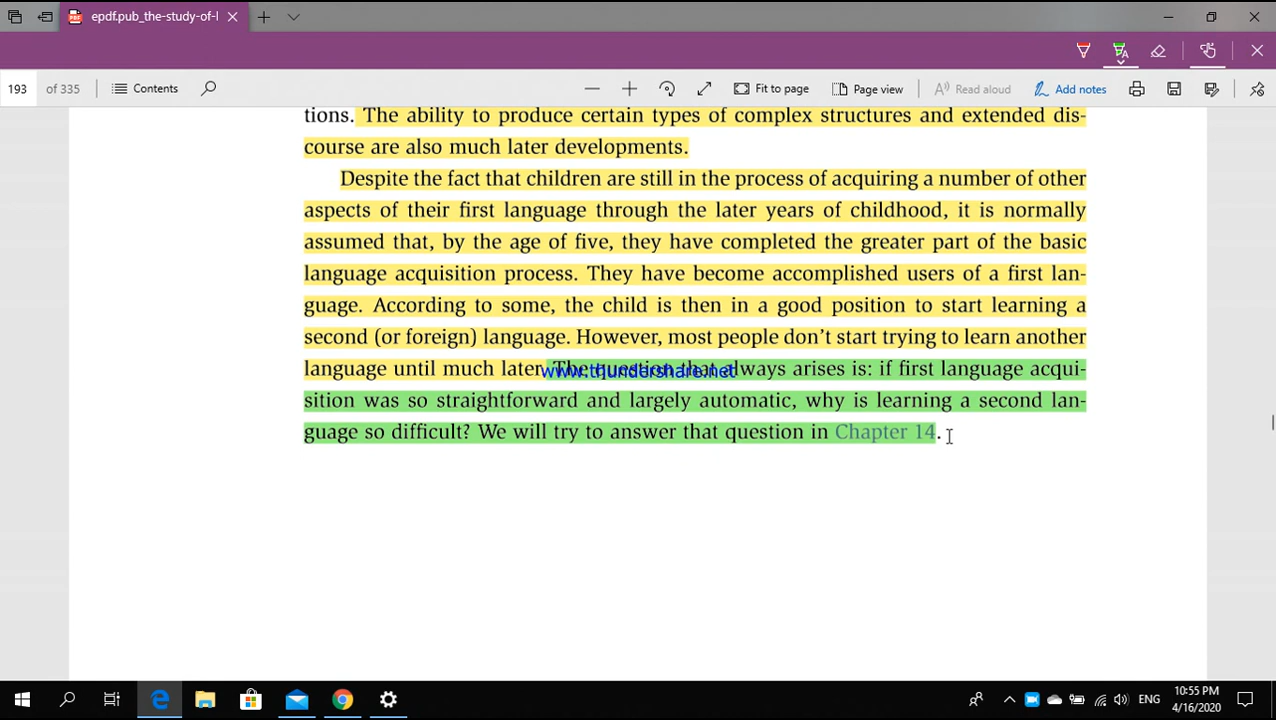 epdf.pub_the-study-of-l
193 of 335 Contents Fit to page Page view Read aloud Add notes
tions. The ability to produce certain types of complex structures and extended dis-
course are also much later developments.
Despite the fact that children are still in the process of acquiring a number of other
aspects of their first language through the later years of childhood, it is normally
assumed that, by the age of five, they have completed the greater part of the basic
language acquisition process. They have become accomplished users of a first lan-
guage. According to some, the child is then in a good position to start learning a
second (or foreign) language. However, most people don't start trying to learn another
language until much later. The question that always arises is: if first language acqui-
www.thundershare.net
sition was so straightforward and largely automatic, why is learning a second lan-
guage so difficult? We will try to answer that question in Chapter 14.
ENG
10:55 PM
4/16/2020